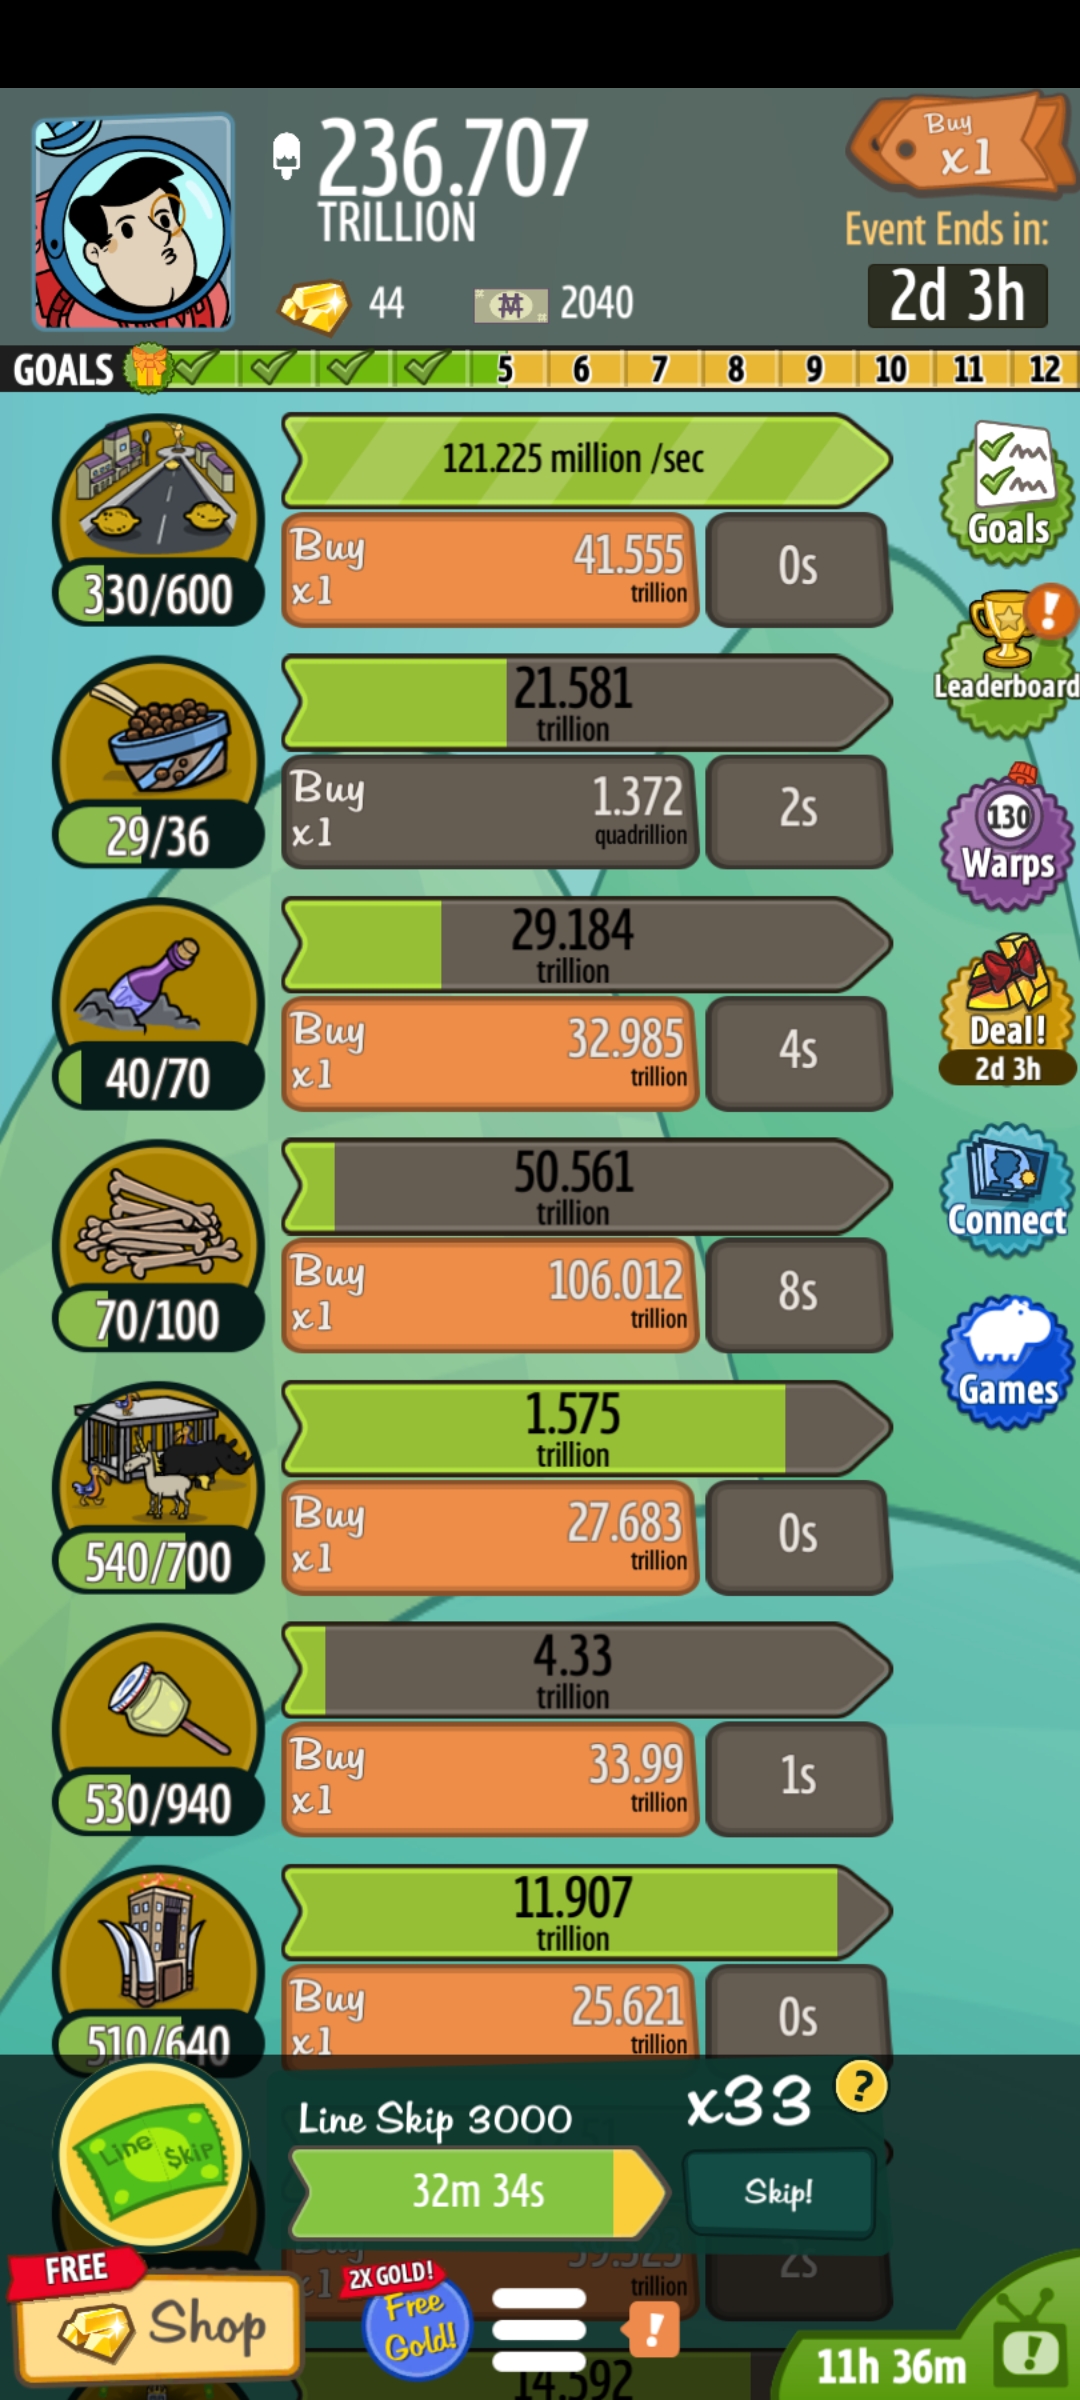 236.707
TRILLION
44
2040
Buy
x1
Event Ends in:
2d 3h
GOALS 5 6 7 8 9 10 11 12
121.225 million /sec
Buy
x1
41.555
trillion
0s
330/600
Goals
21.581
trillion
Buy
x1
1.372
quadrillion
2s
29/36
Leaderboard
29.184
trillion
Buy
x1
32.985
trillion
4s
40/70
130
Warps
Deal!
2d 3h
50.561
trillion
Buy
x1
106.012
trillion
8s
70/100
Connect
Games
1.575
trillion
Buy
x1
27.683
trillion
0s
540/700
4.33
trillion
Buy
x1
33.99
trillion
1s
530/940
11.907
trillion
Buy
x1
25.621
trillion
0s
510/640
Line Skip
Line Skip 3000
x33
?
32m 34s
Skip!
trillion
2s
FREE
Shop
2X GOLD!
Free
Gold!
!
11h 36m
14.592